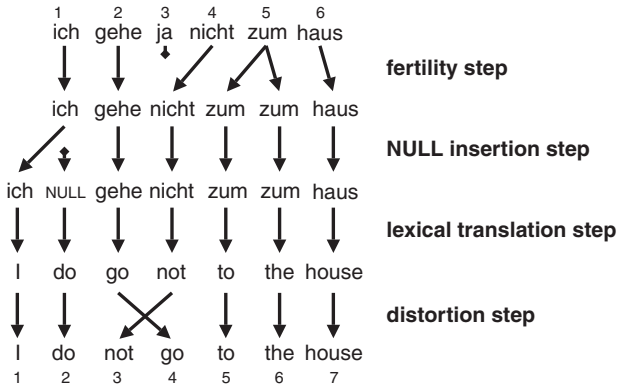 1 2 3 4 5 6
ich gehe ja nicht zum haus
fertility step
ich gehe nicht zum zum haus
NULL insertion step
ich NULL gehe nicht zum zum haus
lexical translation step
I do go not to the house
distortion step
I do not go to the house
1 2 3 4 5 6 7